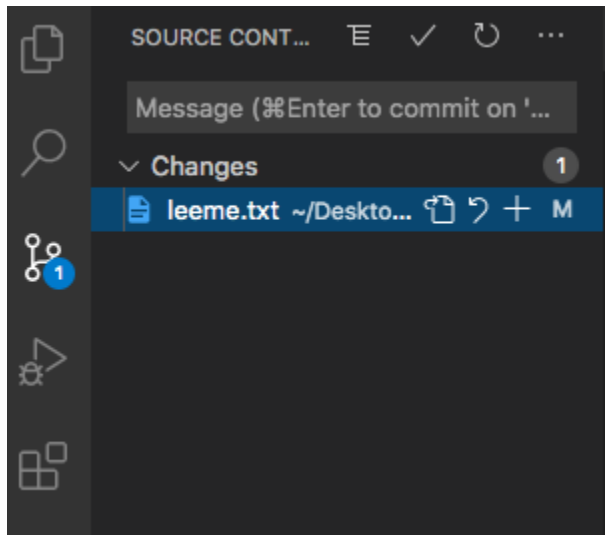 SOURCE CONT...
Message (⌘Enter to commit on '...
Changes 1
leeme.txt ~/Deskto... M
1